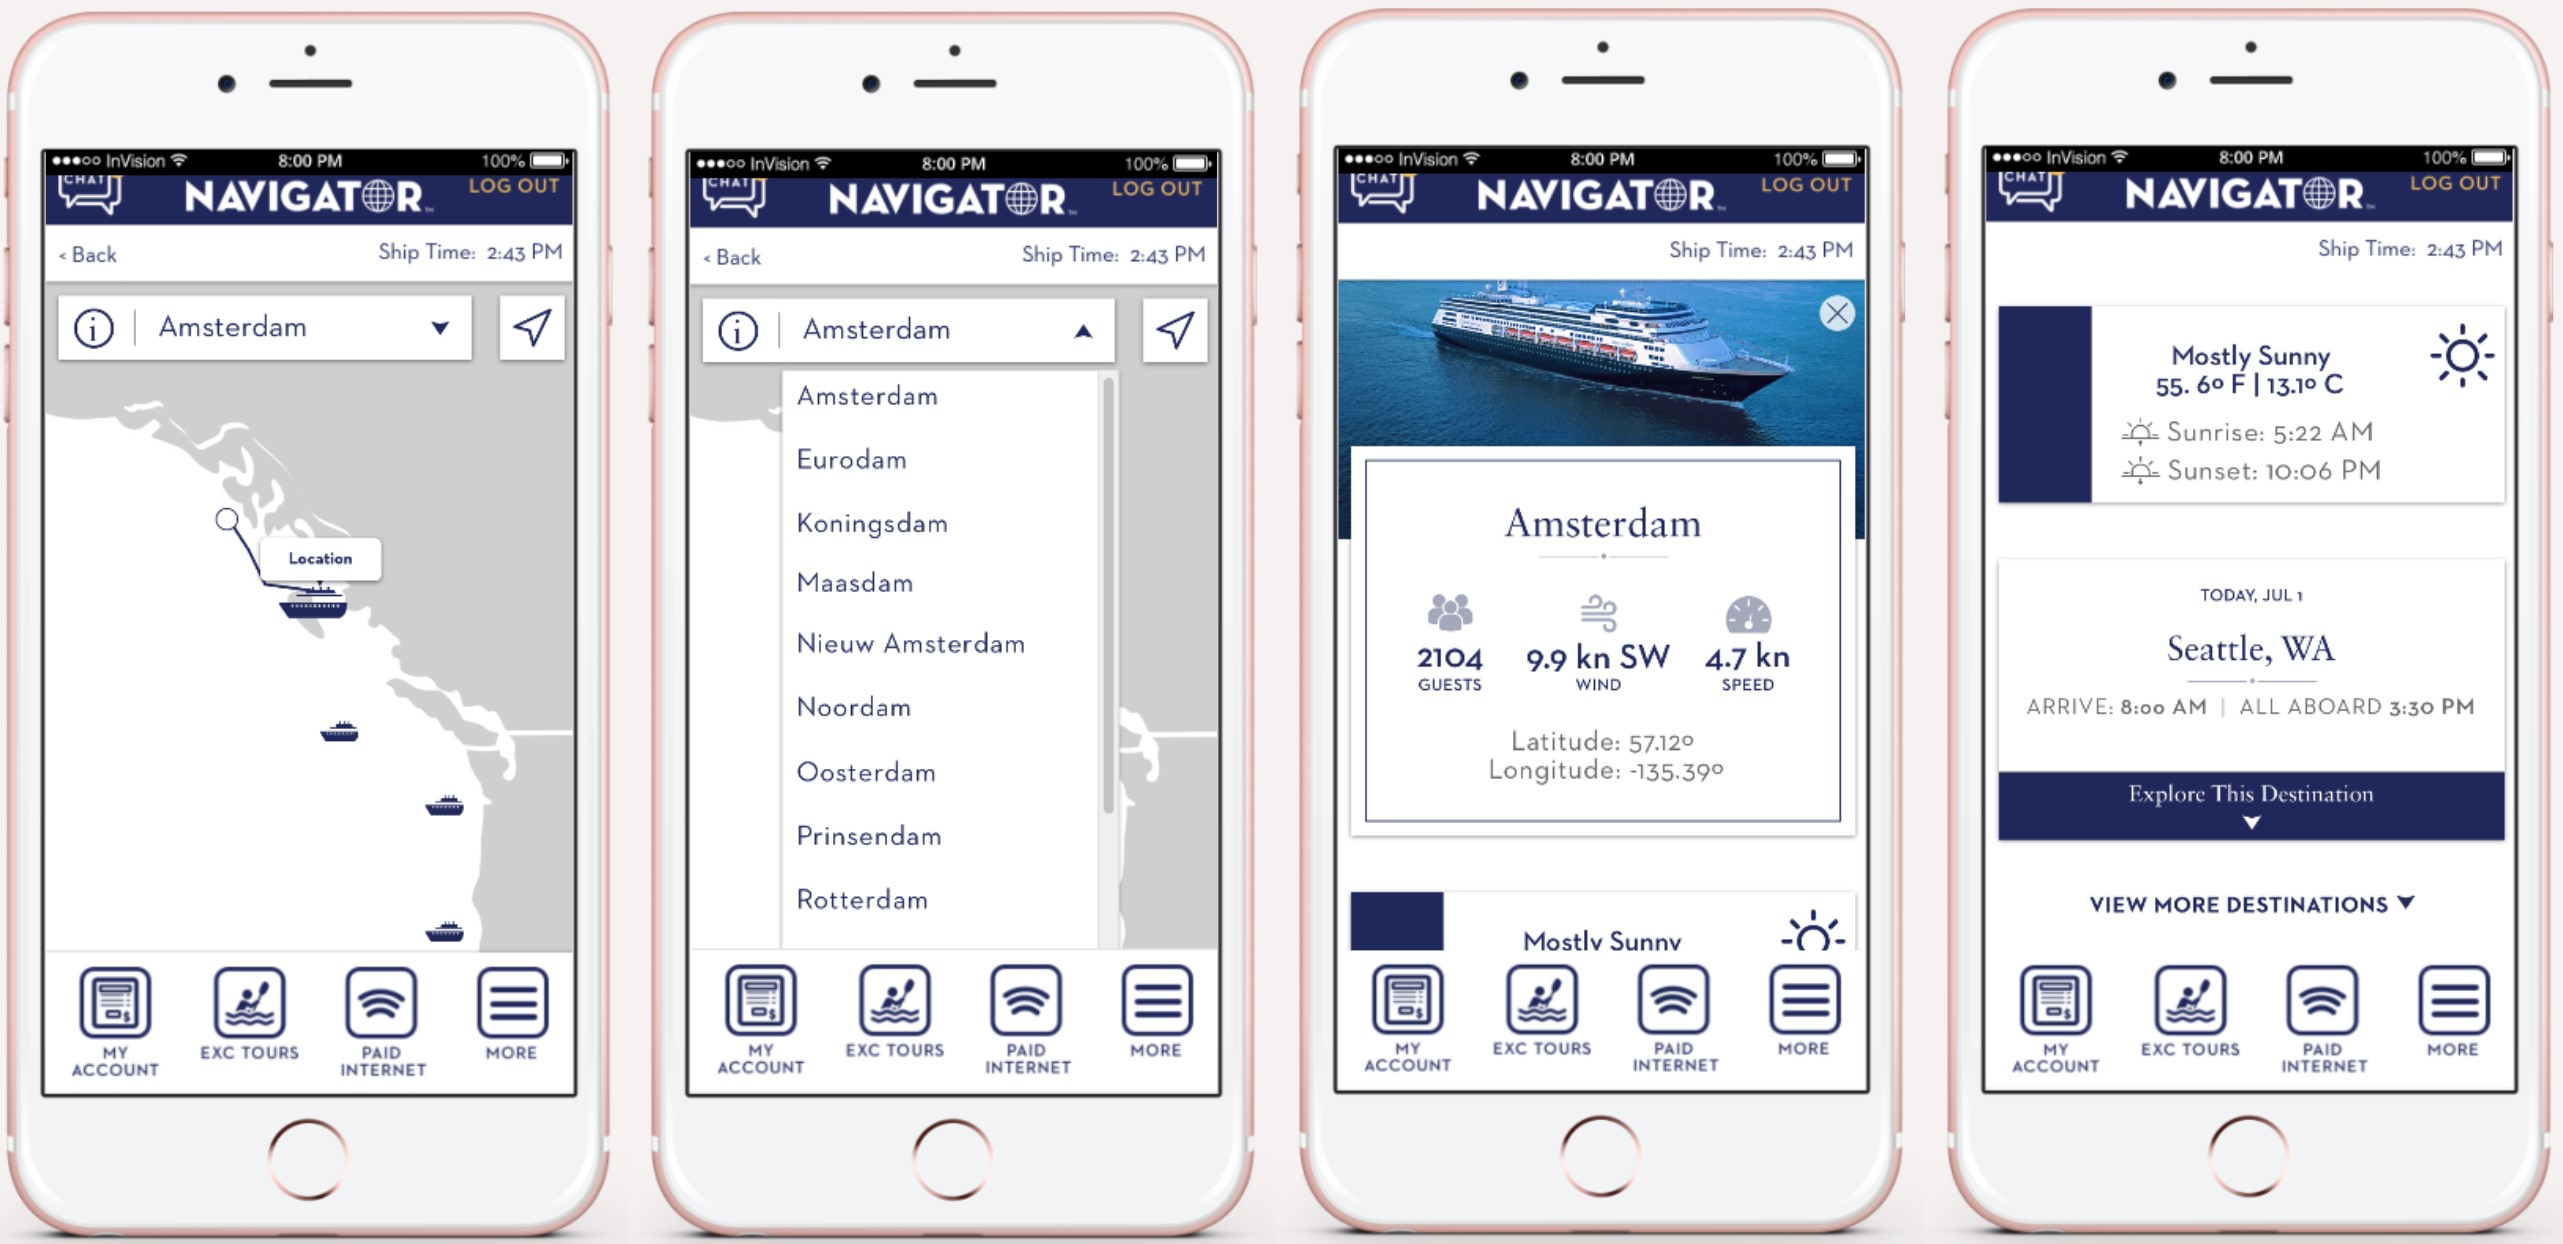 ●●●○○ InVision 8:00 PM 100%
CHAT NAVIGATOR™ LOG OUT
< Back Ship Time: 2:43 PM
i Amsterdam
Location
MY ACCOUNT
EXC TOURS
PAID INTERNET
MORE
●●●○○ InVision 8:00 PM 100%
CHAT NAVIGATOR™ LOG OUT
< Back Ship Time: 2:43 PM
i Amsterdam
Amsterdam
Eurodam
Koningsdam
Maasdam
Nieuw Amsterdam
Noordam
Oosterdam
Prinsendam
Rotterdam
MY ACCOUNT
EXC TOURS
PAID INTERNET
MORE
●●●○○ InVision 8:00 PM 100%
CHAT NAVIGATOR™ LOG OUT
Ship Time: 2:43 PM
Amsterdam
2104 9.9 kn SW 4.7 kn
GUESTS WIND SPEED
Latitude: 57.12º
Longitude: -135.39º
Mostly Sunny
MY ACCOUNT
EXC TOURS
PAID INTERNET
MORE
●●●○○ InVision 8:00 PM 100%
CHAT NAVIGATOR™ LOG OUT
Ship Time: 2:43 PM
Mostly Sunny
55. 6º F | 13.1º C
Sunrise: 5:22 AM
Sunset: 10:06 PM
TODAY, JUL 1
Seattle, WA
ARRIVE: 8:00 AM | ALL ABOARD 3:30 PM
Explore This Destination
VIEW MORE DESTINATIONS
MY ACCOUNT
EXC TOURS
PAID INTERNET
MORE